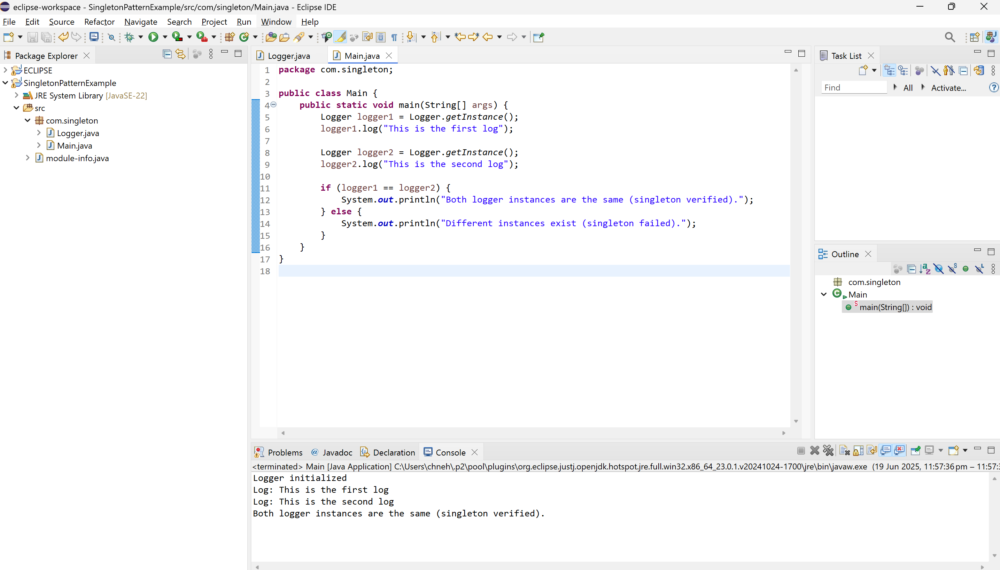 eclipse-workspace - SingletonPatternExample/src/com/singleton/Main.java - Eclipse IDE
File Edit Source Refactor Navigate Search Project Run Window Help
Package Explorer
ECLIPSE
SingletonPatternExample
JRE System Library [JavaSE-22]
src
com.singleton
Logger.java
Main.java
module-info.java
Logger.java Main.java
1 package com.singleton;
2
3 public class Main {
4     public static void main(String[] args) {
5         Logger logger1 = Logger.getInstance();
6         logger1.log("This is the first log");
7
8         Logger logger2 = Logger.getInstance();
9         logger2.log("This is the second log");
10
11         if (logger1 == logger2) {
12             System.out.println("Both logger instances are the same (singleton verified).");
13         } else {
14             System.out.println("Different instances exist (singleton failed).");
15         }
16     }
17 }
18
Task List
Find All Activate...
Outline
com.singleton
Main
main(String[]) : void
Problems @ Javadoc Declaration Console
<terminated> Main [Java Application] C:\Users\chneh\.p2\pool\plugins\org.eclipse.justj.openjdk.hotspot.jre.full.win32.x86_64_23.0.1.v20241024-1700\jre\bin\javaw.exe (19 Jun 2025, 11:57:36 pm – 11:57:3
Logger initialized
Log: This is the first log
Log: This is the second log
Both logger instances are the same (singleton verified).